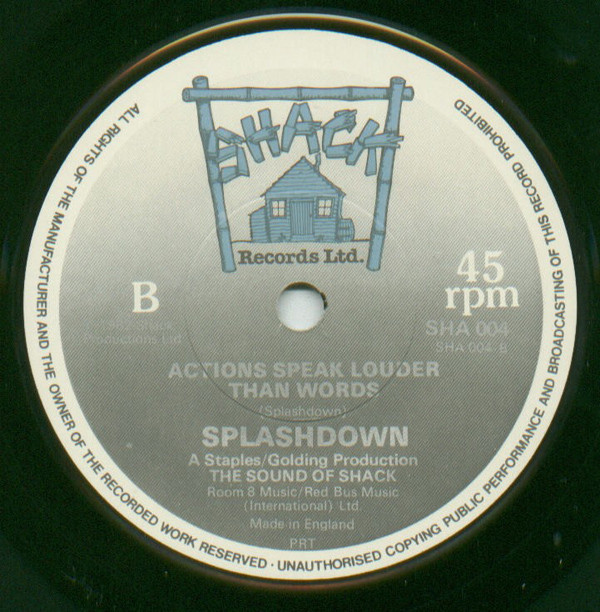 SHACK
Records Ltd.
B
45
rpm
1982 Shack
Productions Ltd
SHA 004
SHA 004-B
ACTIONS SPEAK LOUDER
THAN WORDS
(Splashdown)
SPLASHDOWN
A Staples/Golding Production
THE SOUND OF SHACK
Room 8 Music/Red Bus Music
(International) Ltd.
Made in England
PRT
ALL RIGHTS OF THE MANUFACTURER AND THE OWNER OF THE RECORDED WORK RESERVED · UNAUTHORISED COPYING PUBLIC PERFORMANCE AND BROADCASTING OF THIS RECORD PROHIBITED